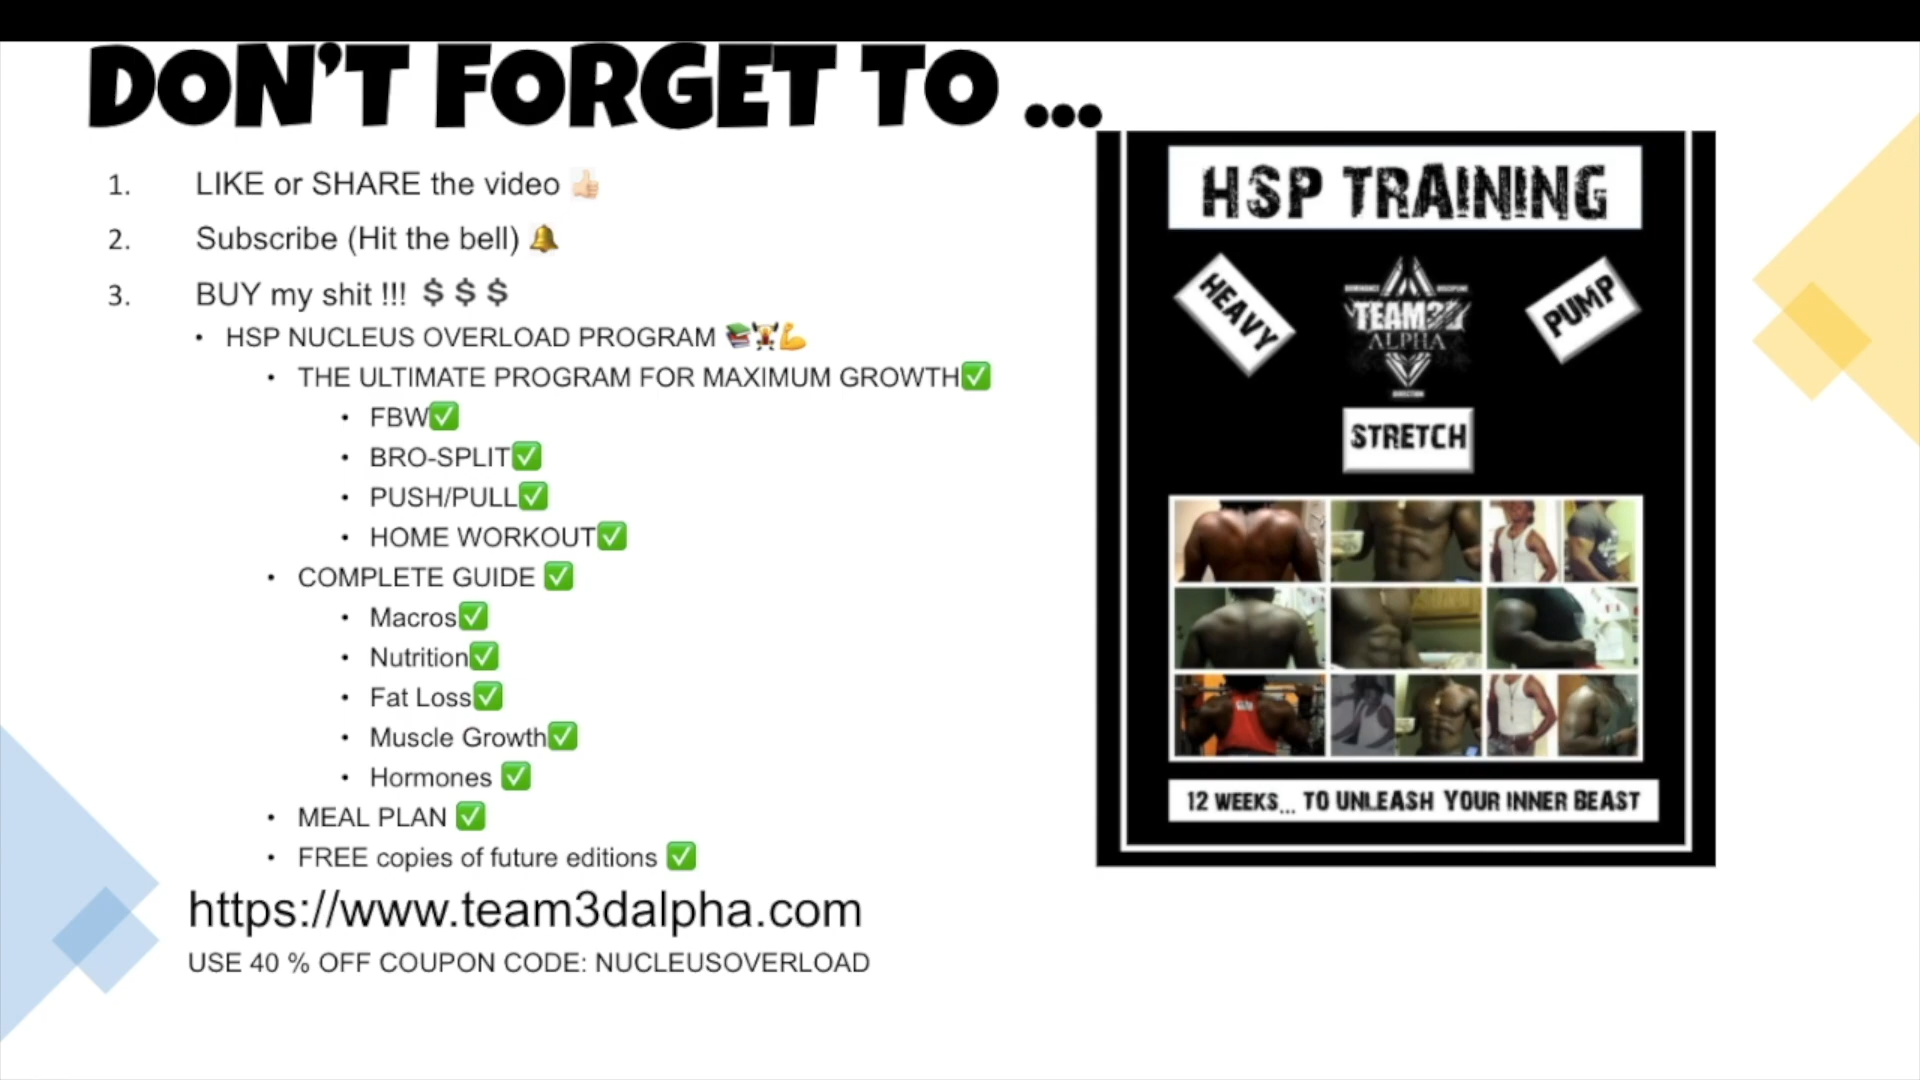 DON'T FORGET TO ...
1. LIKE or SHARE the video 👍🏻
2. Subscribe (Hit the bell) 🔔
3. BUY my shit !!! $ $ $
• HSP NUCLEUS OVERLOAD PROGRAM 📚🏋️💪
• THE ULTIMATE PROGRAM FOR MAXIMUM GROWTH✅
• FBW✅
• BRO-SPLIT✅
• PUSH/PULL✅
• HOME WORKOUT✅
• COMPLETE GUIDE ✅
• Macros✅
• Nutrition✅
• Fat Loss✅
• Muscle Growth✅
• Hormones ✅
• MEAL PLAN ✅
• FREE copies of future editions ✅
https://www.team3dalpha.com
USE 40 % OFF COUPON CODE: NUCLEUSOVERLOAD
HSP TRAINING
HEAVY
TEAM3D
ALPHA
PUMP
STRETCH
12 WEEKS... TO UNLEASH YOUR INNER BEAST